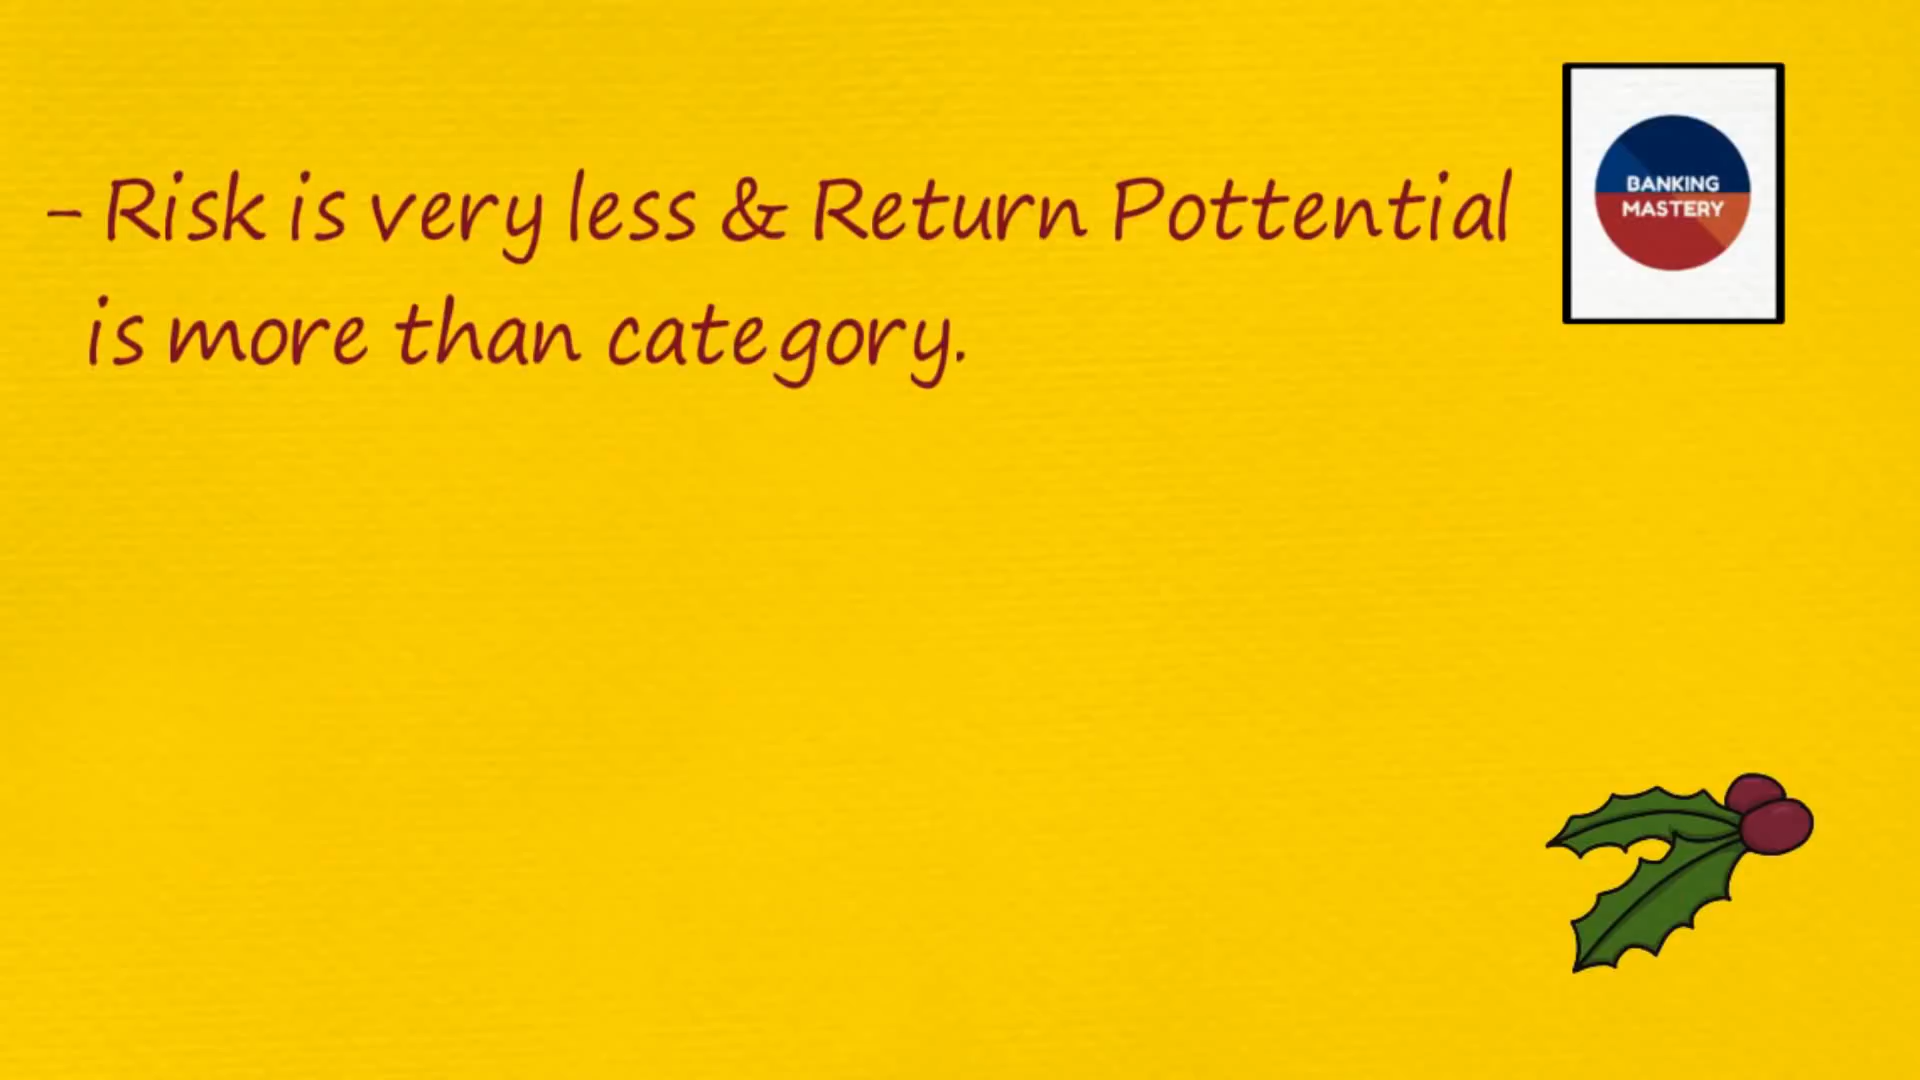 - Risk is very less & Return Pottential
is more than category.
BANKING
MASTERY